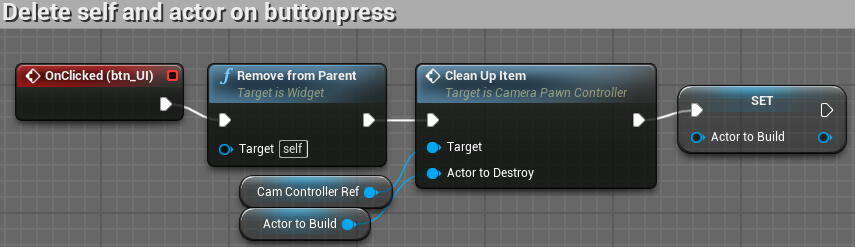 Delete self and actor on buttonpress
OnClicked (btn_UI)
f Remove from Parent
Target is Widget
Target self
Clean Up Item
Target is Camera Pawn Controller
Target
Actor to Destroy
SET
Actor to Build
Cam Controller Ref
Actor to Build